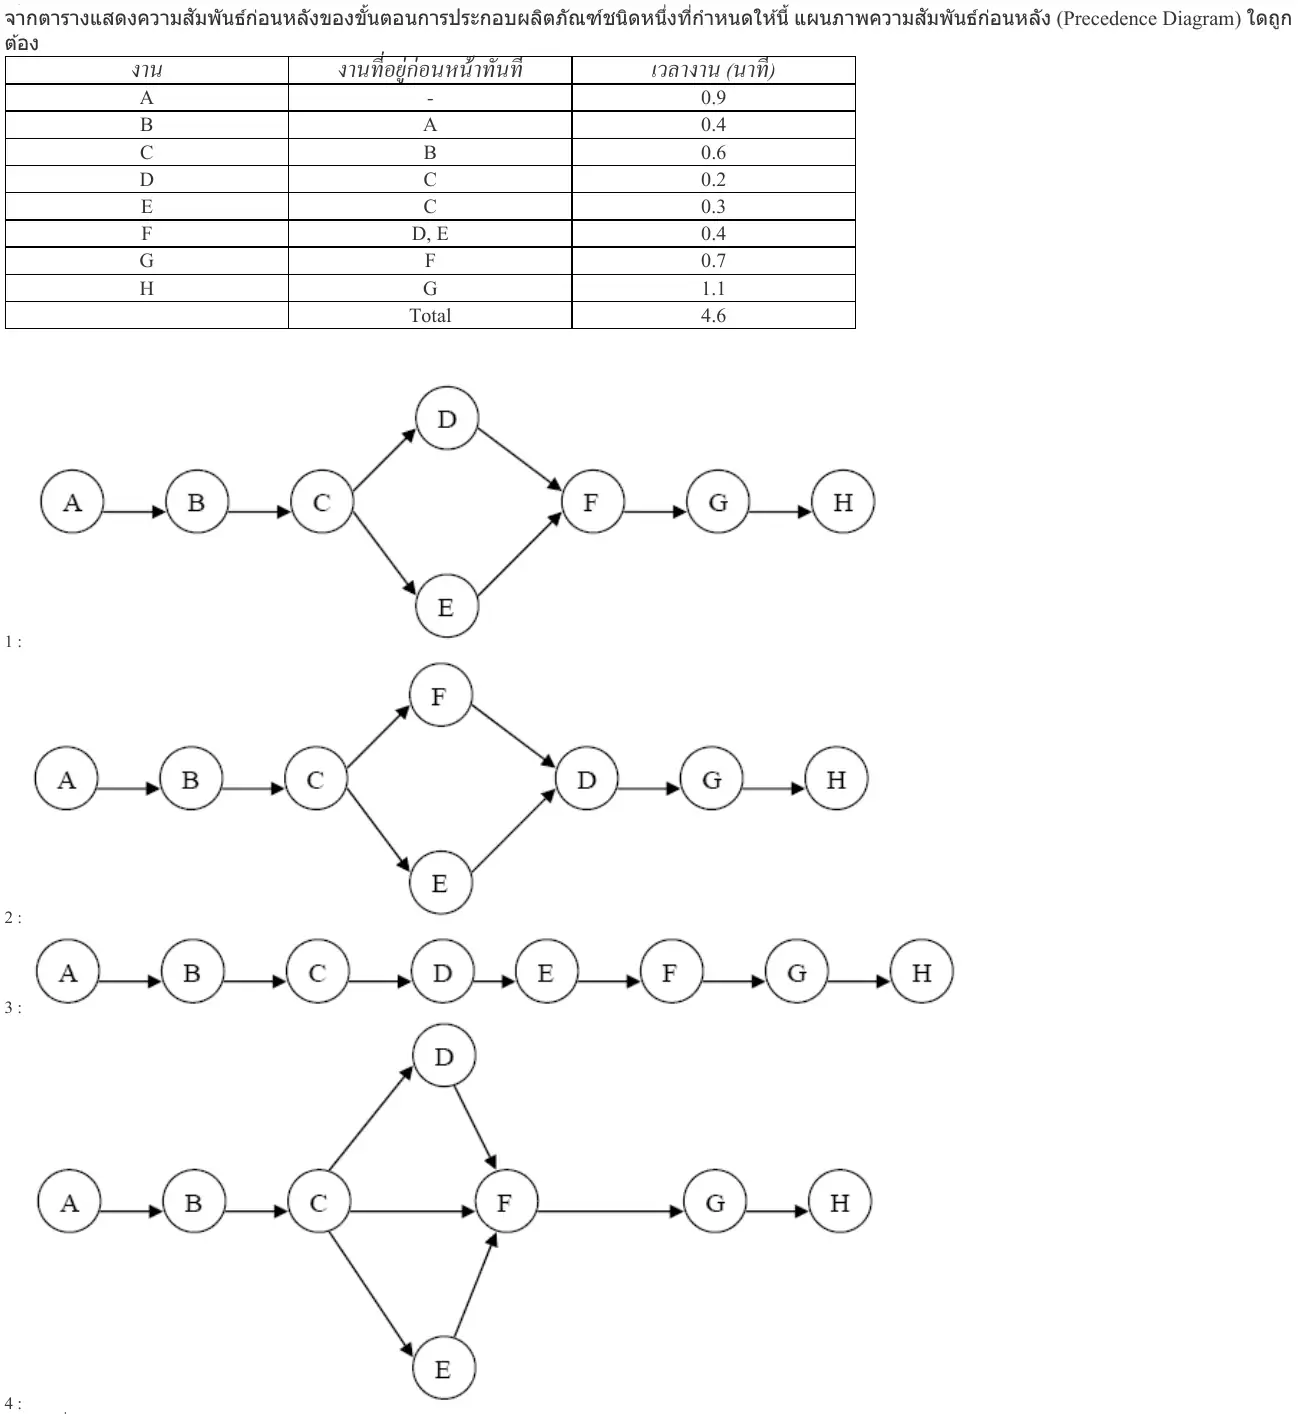 จากตารางแสดงความสัมพันธ์ก่อนหลังของขั้นตอนการประกอบผลิตภัณฑ์ชนิดหนึ่งที่กำหนดให้นี้ แผนภาพความสัมพันธ์ก่อนหลัง (Precedence Diagram) ใดถูก
ต้อง
งาน งานที่อยู่ก่อนหน้าทันที เวลางาน (นาที)
A - 0.9
B A 0.4
C B 0.6
D C 0.2
E C 0.3
F D, E 0.4
G F 0.7
H G 1.1
Total 4.6
D
A B C F G H
E
1 :
F
A B C D G H
E
2 :
A B C D E F G H
3 :
D
A B C F G H
E
4 :